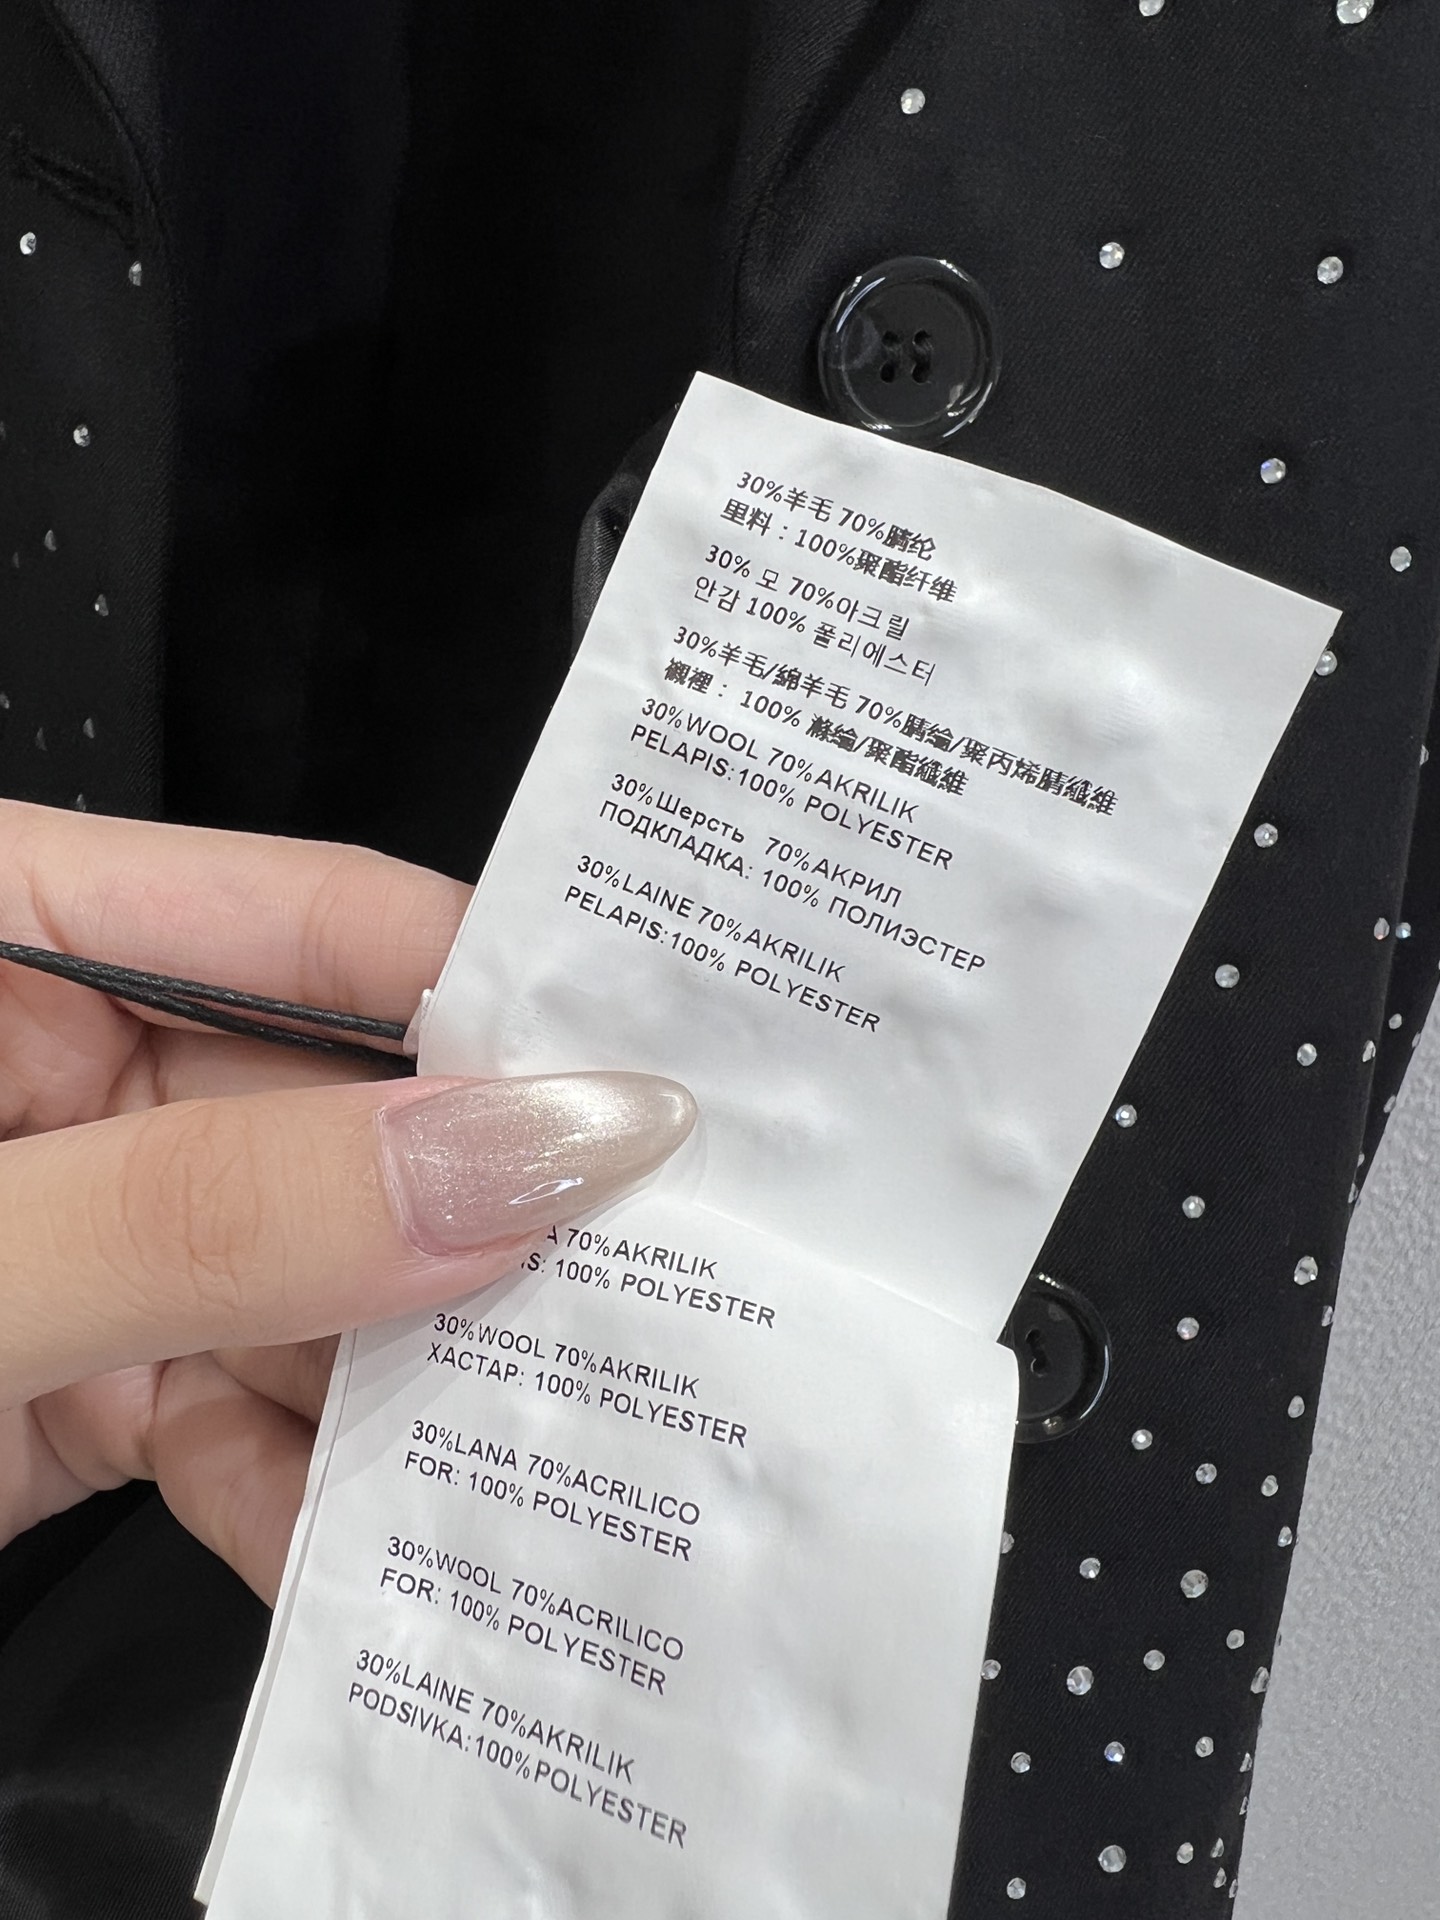 30%羊毛 70%腈纶
里料：100%聚酯纤维
30% 모 70%아크릴
안감 100% 폴리에스터
30%羊毛/綿羊毛 70%腈綸/聚丙烯腈纖維
襯裡： 100% 滌綸/聚酯纖維
30%WOOL 70%AKRILIK
PELAPIS:100% POLYESTER
30%Шерсть 70%АКРИЛ
ПОДКЛАДКА: 100% ПОЛИЭСТЕР
30%LAINE 70%AKRILIK
PELAPIS:100% POLYESTER
70%AKRILIK
100% POLYESTER
30%WOOL 70%AKRILIK
ХАСТАР: 100% POLYESTER
30%LANA 70%ACRILICO
FOR: 100% POLYESTER
30%WOOL 70%ACRILICO
FOR: 100% POLYESTER
30%LAINE 70%AKRILIK
PODSIVKA:100%POLYESTER